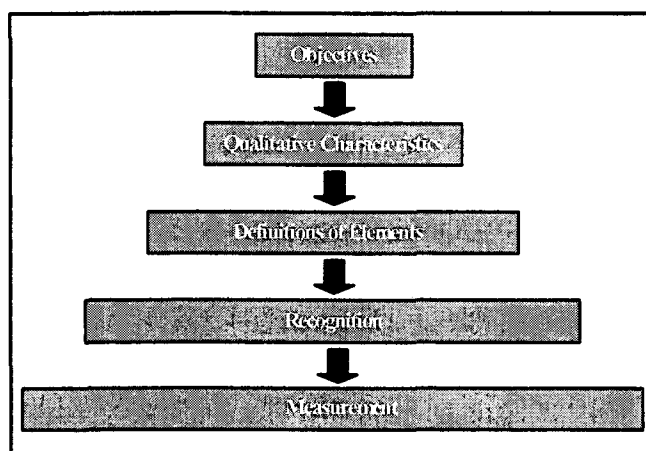 Objectives
Qualitative Characteristics
Definitions of Elements
Recognition
Measurement